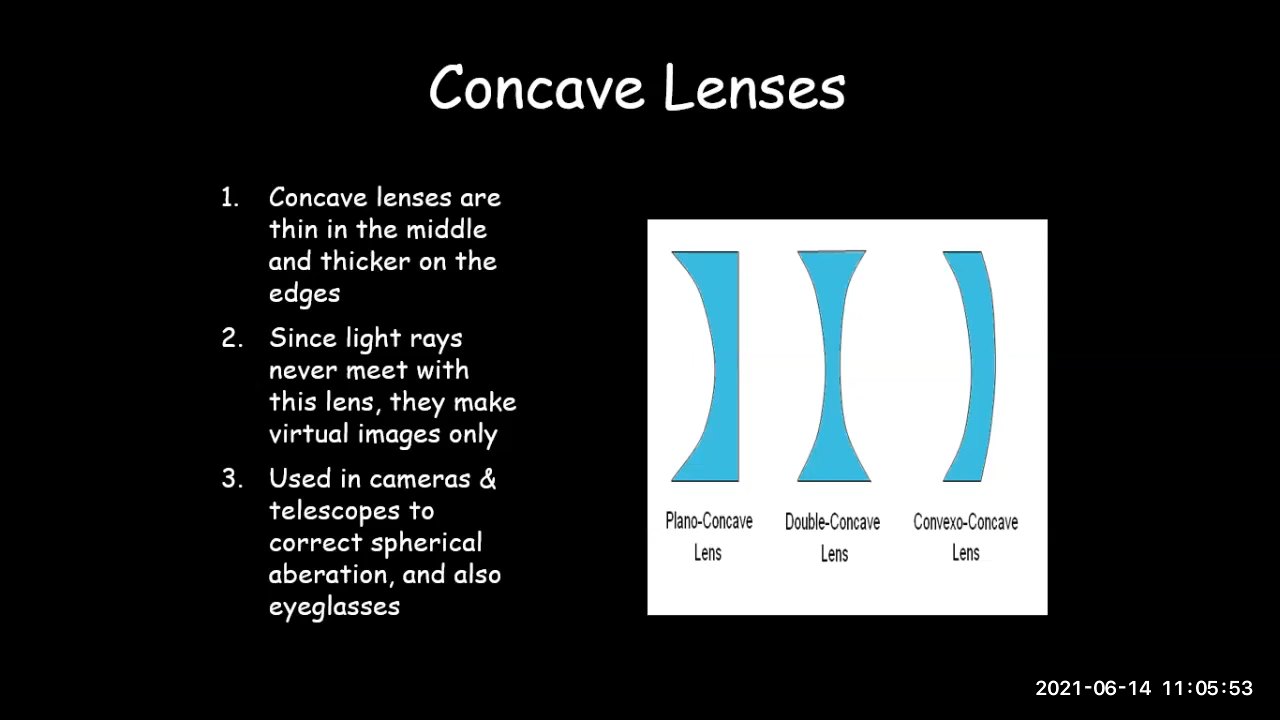 Concave Lenses
1. Concave lenses are
thin in the middle
and thicker on the
edges
2. Since light rays
never meet with
this lens, they make
virtual images only
3. Used in cameras &
telescopes to
correct spherical
aberation, and also
eyeglasses
Plano-Concave
Lens
Double-Concave
Lens
Convexo-Concave
Lens
2021-06-14 11:05:53